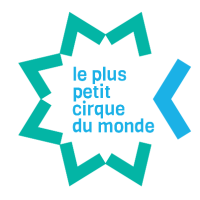 le plus
petit
cirque
du monde